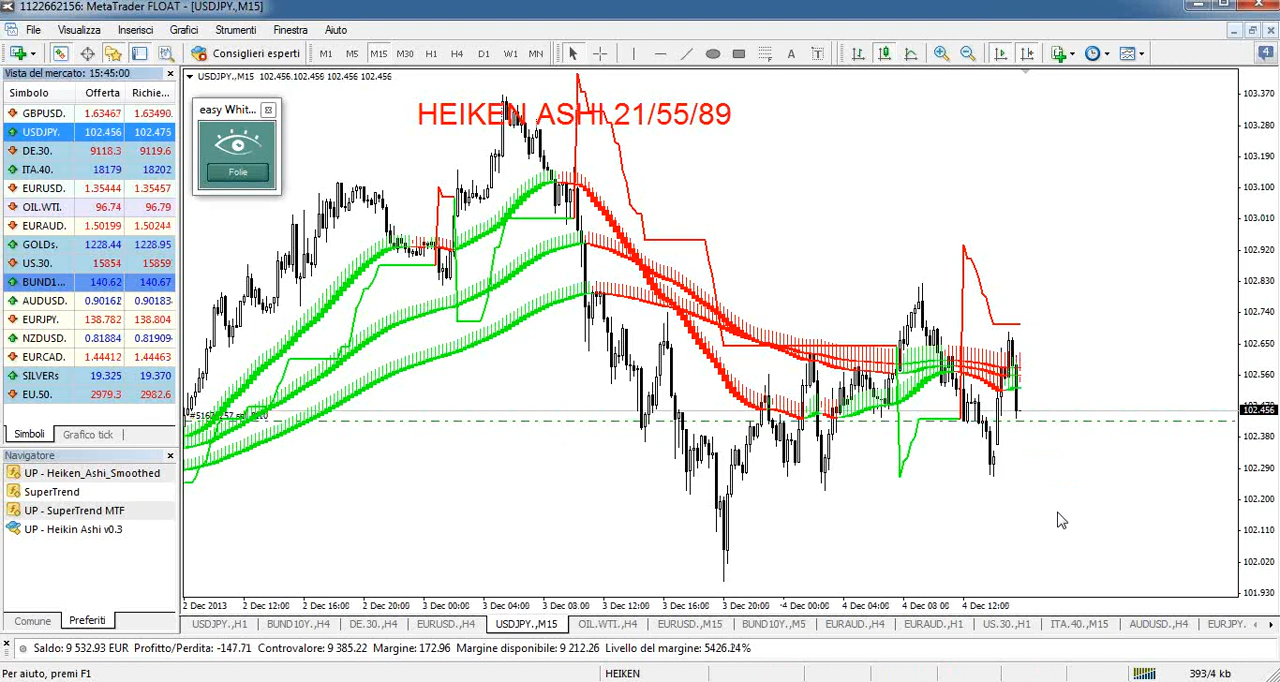 1122662156: MetaTrader FLOAT - [USDJPY.,M15]
File Visualizza Inserisci Grafici Strumenti Finestra Aiuto
Consiglieri esperti M1 M5 M15 M30 H1 H4 D1 W1 MN A T 4
Vista del mercato: 15:45:00
Simbolo Offerta Richie...
GBPUSD. 1.63467 1.63490
USDJPY. 102.456 102.475
DE.30. 9118.3 9119.6
ITA.40. 18179 18202
EURUSD. 1.35444 1.35457
OIL.WTI. 96.74 96.79
EURAUD. 1.50199 1.50244
GOLDs. 1228.44 1228.95
US.30. 15854 15859
BUND1... 140.62 140.67
AUDUSD. 0.90162 0.90183
EURJPY. 138.782 138.804
NZDUSD. 0.81884 0.81909
EURCAD. 1.44412 1.44463
SILVERs 19.325 19.370
EU.50. 2979.3 2982.6
Simboli Grafico tick
Navigatore
UP - Heiken_Ashi_Smoothed
SuperTrend
UP - SuperTrend MTF
UP - Heikin Ashi v0.3
Comune Preferiti
USDJPY.,M15 102.456 102.456 102.456 102.456
easy Whit...
Folie
HEIKEN ASHI 21/55/89
103.370
103.280
103.190
103.100
103.010
102.920
102.830
102.740
102.650
102.560
102.456
102.380
102.290
102.200
102.110
102.020
101.930
2 Dec 2013 2 Dec 12:00 2 Dec 16:00 2 Dec 20:00 3 Dec 00:00 3 Dec 04:00 3 Dec 08:00 3 Dec 12:00 3 Dec 16:00 3 Dec 20:00 4 Dec 00:00 4 Dec 04:00 4 Dec 08:00 4 Dec 12:00
USDJPY.,H1 BUND10Y.,H4 DE.30.,H4 EURUSD.,H4 USDJPY.,M15 OIL.WTI.,H4 EURUSD.,M15 BUND10Y.,M5 EURAUD.,H4 EURAUD.,H1 US.30.,H1 ITA.40.,M15 AUDUSD.,H4 EURJPY.
Saldo: 9 532.93 EUR Profitto/Perdita: -147.71 Controvalore: 9 385.22 Margine: 172.96 Margine disponibile: 9 212.26 Livello del margine: 5426.24%
Per aiuto, premi F1 HEIKEN 393/4 kb